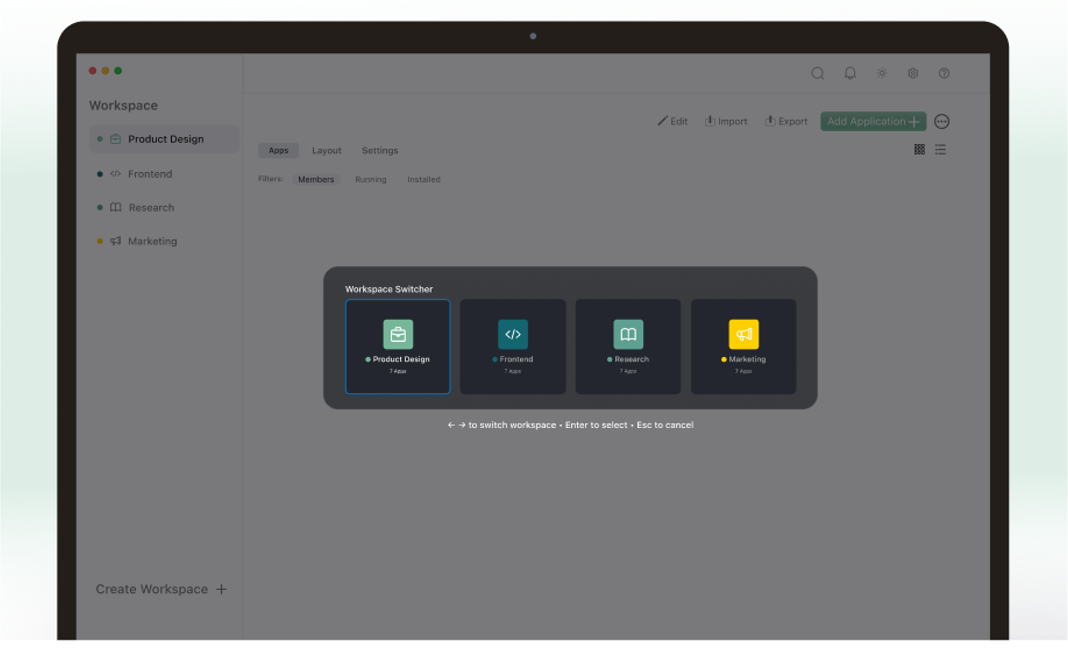 Workspace
Product Design
Frontend
Research
Marketing
Create Workspace +
Edit
Import
Export
Add Application +
Apps
Layout
Settings
Filters:
Members
Running
Installed
Workspace Switcher
Product Design
7 Apps
Frontend
7 Apps
Research
7 Apps
Marketing
7 Apps
← → to switch workspace • Enter to select • Esc to cancel